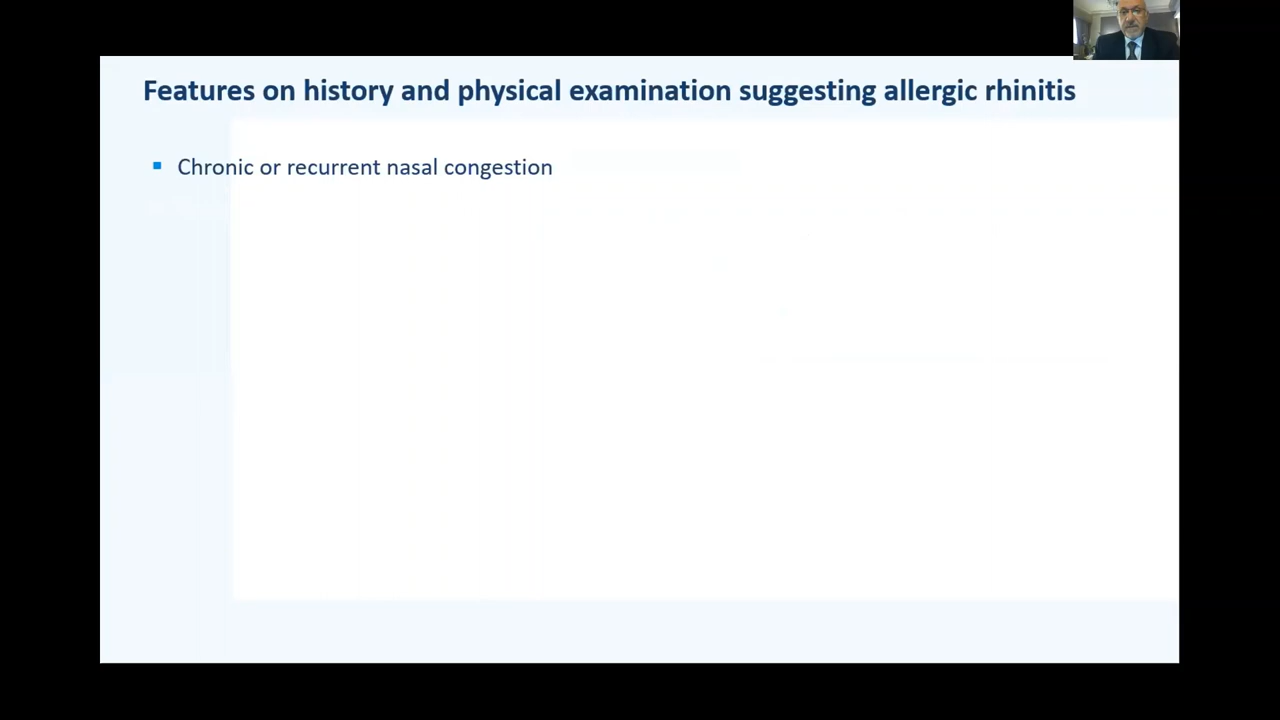 Features on history and physical examination suggesting allergic rhinitis
Chronic or recurrent nasal congestion